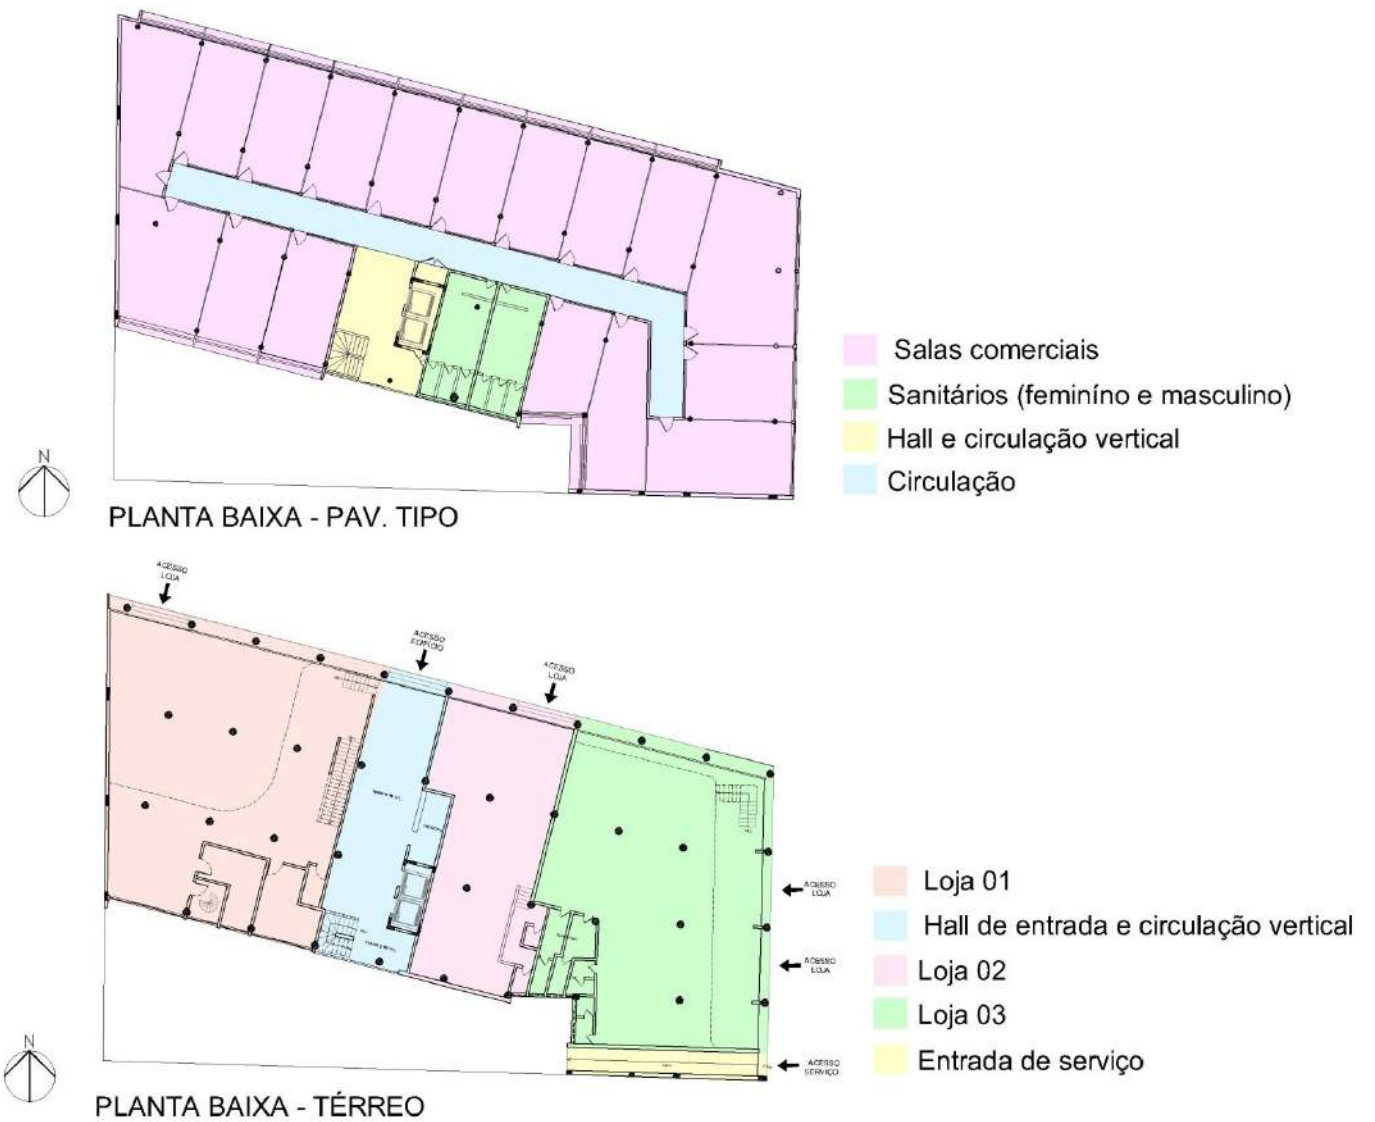 Salas comerciais
Sanitários (feminíno e masculino)
Hall e circulação vertical
Circulação
N
PLANTA BAIXA - PAV. TIPO
ACESSO
LOJA
ACESSO
EDIFÍCIO
ACESSO
LOJA
ACESSO
LOJA
ACESSO
LOJA
ACESSO
SERVIÇO
Loja 01
Hall de entrada e circulação vertical
Loja 02
Loja 03
Entrada de serviço
N
PLANTA BAIXA - TÉRREO